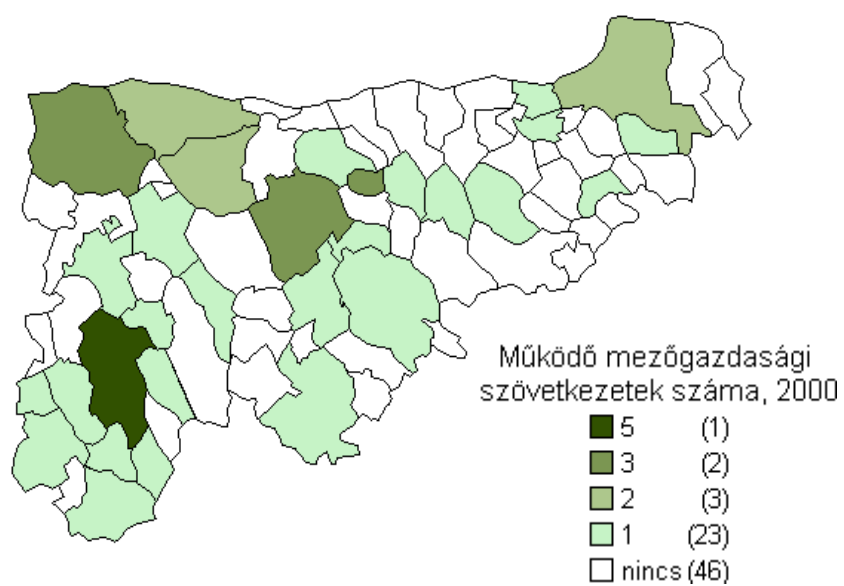 Működő mezőgazdasági
szövetkezetek száma, 2000
5 (1)
3 (2)
2 (3)
1 (23)
nincs (46)